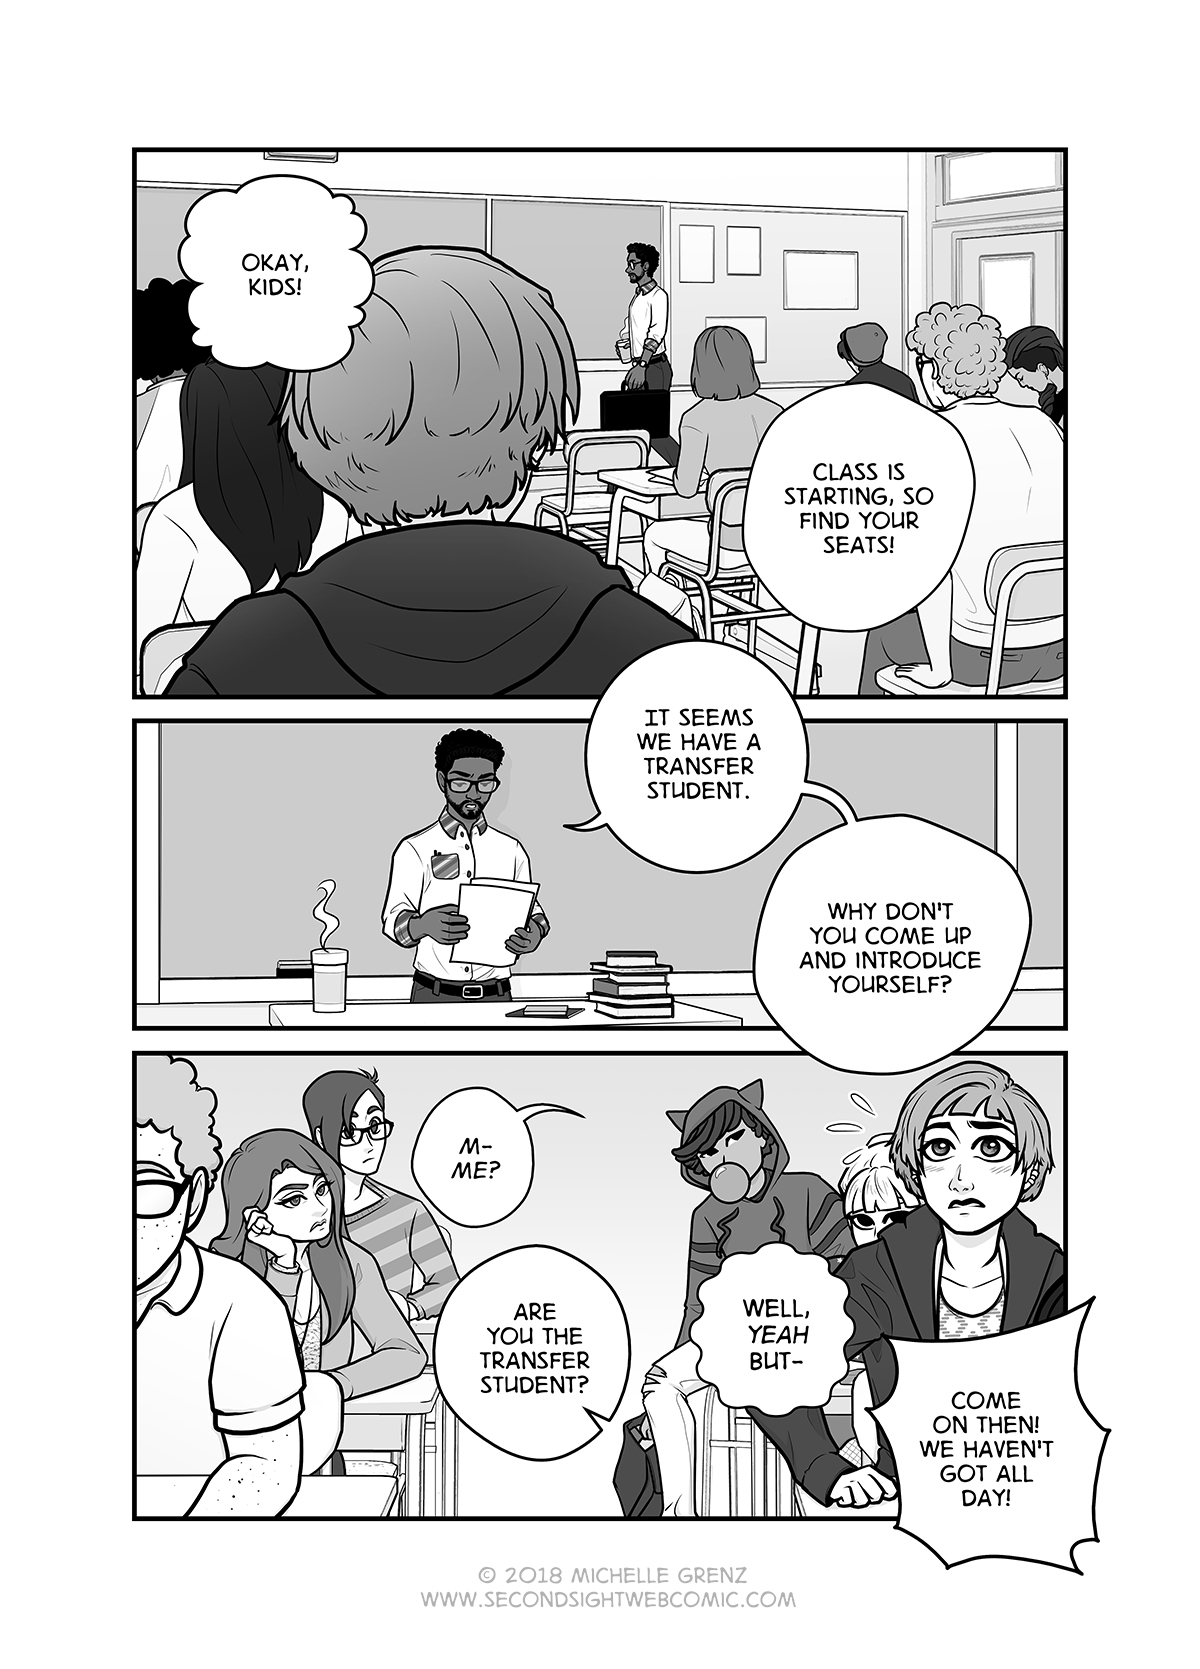 OKAY,
KIDS!
CLASS IS
STARTING, SO
FIND YOUR
SEATS!
IT SEEMS
WE HAVE A
TRANSFER
STUDENT.
WHY DON'T
YOU COME UP
AND INTRODUCE
YOURSELF?
M-
ME?
ARE
YOU THE
TRANSFER
STUDENT?
WELL,
YEAH
BUT-
COME
ON THEN!
WE HAVEN'T
GOT ALL
DAY!
© 2018 MICHELLE GRENZ
WWW.SECONDSIGHTWEBCOMIC.COM